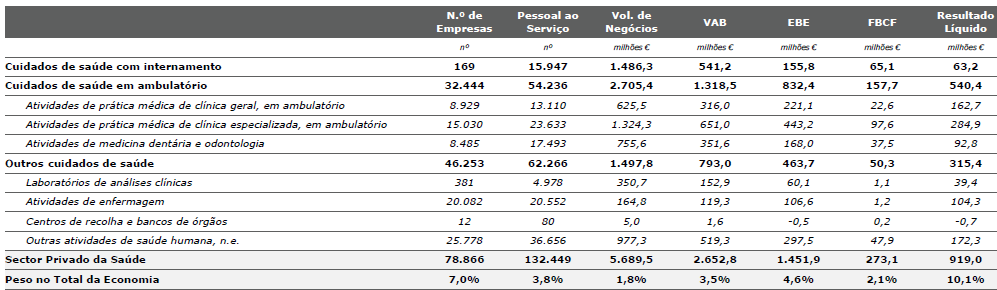 N.º de Empresas Pessoal ao Serviço Vol. de Negócios VAB EBE FBCF Resultado Líquido
nº nº milhões € milhões € milhões € milhões € milhões €
Cuidados de saúde com internamento 169 15.947 1.486,3 541,2 155,8 65,1 63,2
Cuidados de saúde em ambulatório 32.444 54.236 2.705,4 1.318,5 832,4 157,7 540,4
Atividades de prática médica de clínica geral, em ambulatório 8.929 13.110 625,5 316,0 221,1 22,6 162,7
Atividades de prática médica de clínica especializada, em ambulatório 15.030 23.633 1.324,3 651,0 443,2 97,6 284,9
Atividades de medicina dentária e odontologia 8.485 17.493 755,6 351,6 168,0 37,5 92,8
Outros cuidados de saúde 46.253 62.266 1.497,8 793,0 463,7 50,3 315,4
Laboratórios de análises clínicas 381 4.978 350,7 152,9 60,1 1,1 39,4
Atividades de enfermagem 20.082 20.552 164,8 119,3 106,6 1,2 104,3
Centros de recolha e bancos de órgãos 12 80 5,0 1,6 -0,5 0,2 -0,7
Outras atividades de saúde humana, n.e. 25.778 36.656 977,3 519,3 297,5 47,9 172,3
Sector Privado da Saúde 78.866 132.449 5.689,5 2.652,8 1.451,9 273,1 919,0
Peso no Total da Economia 7,0% 3,8% 1,8% 3,5% 4,6% 2,1% 10,1%